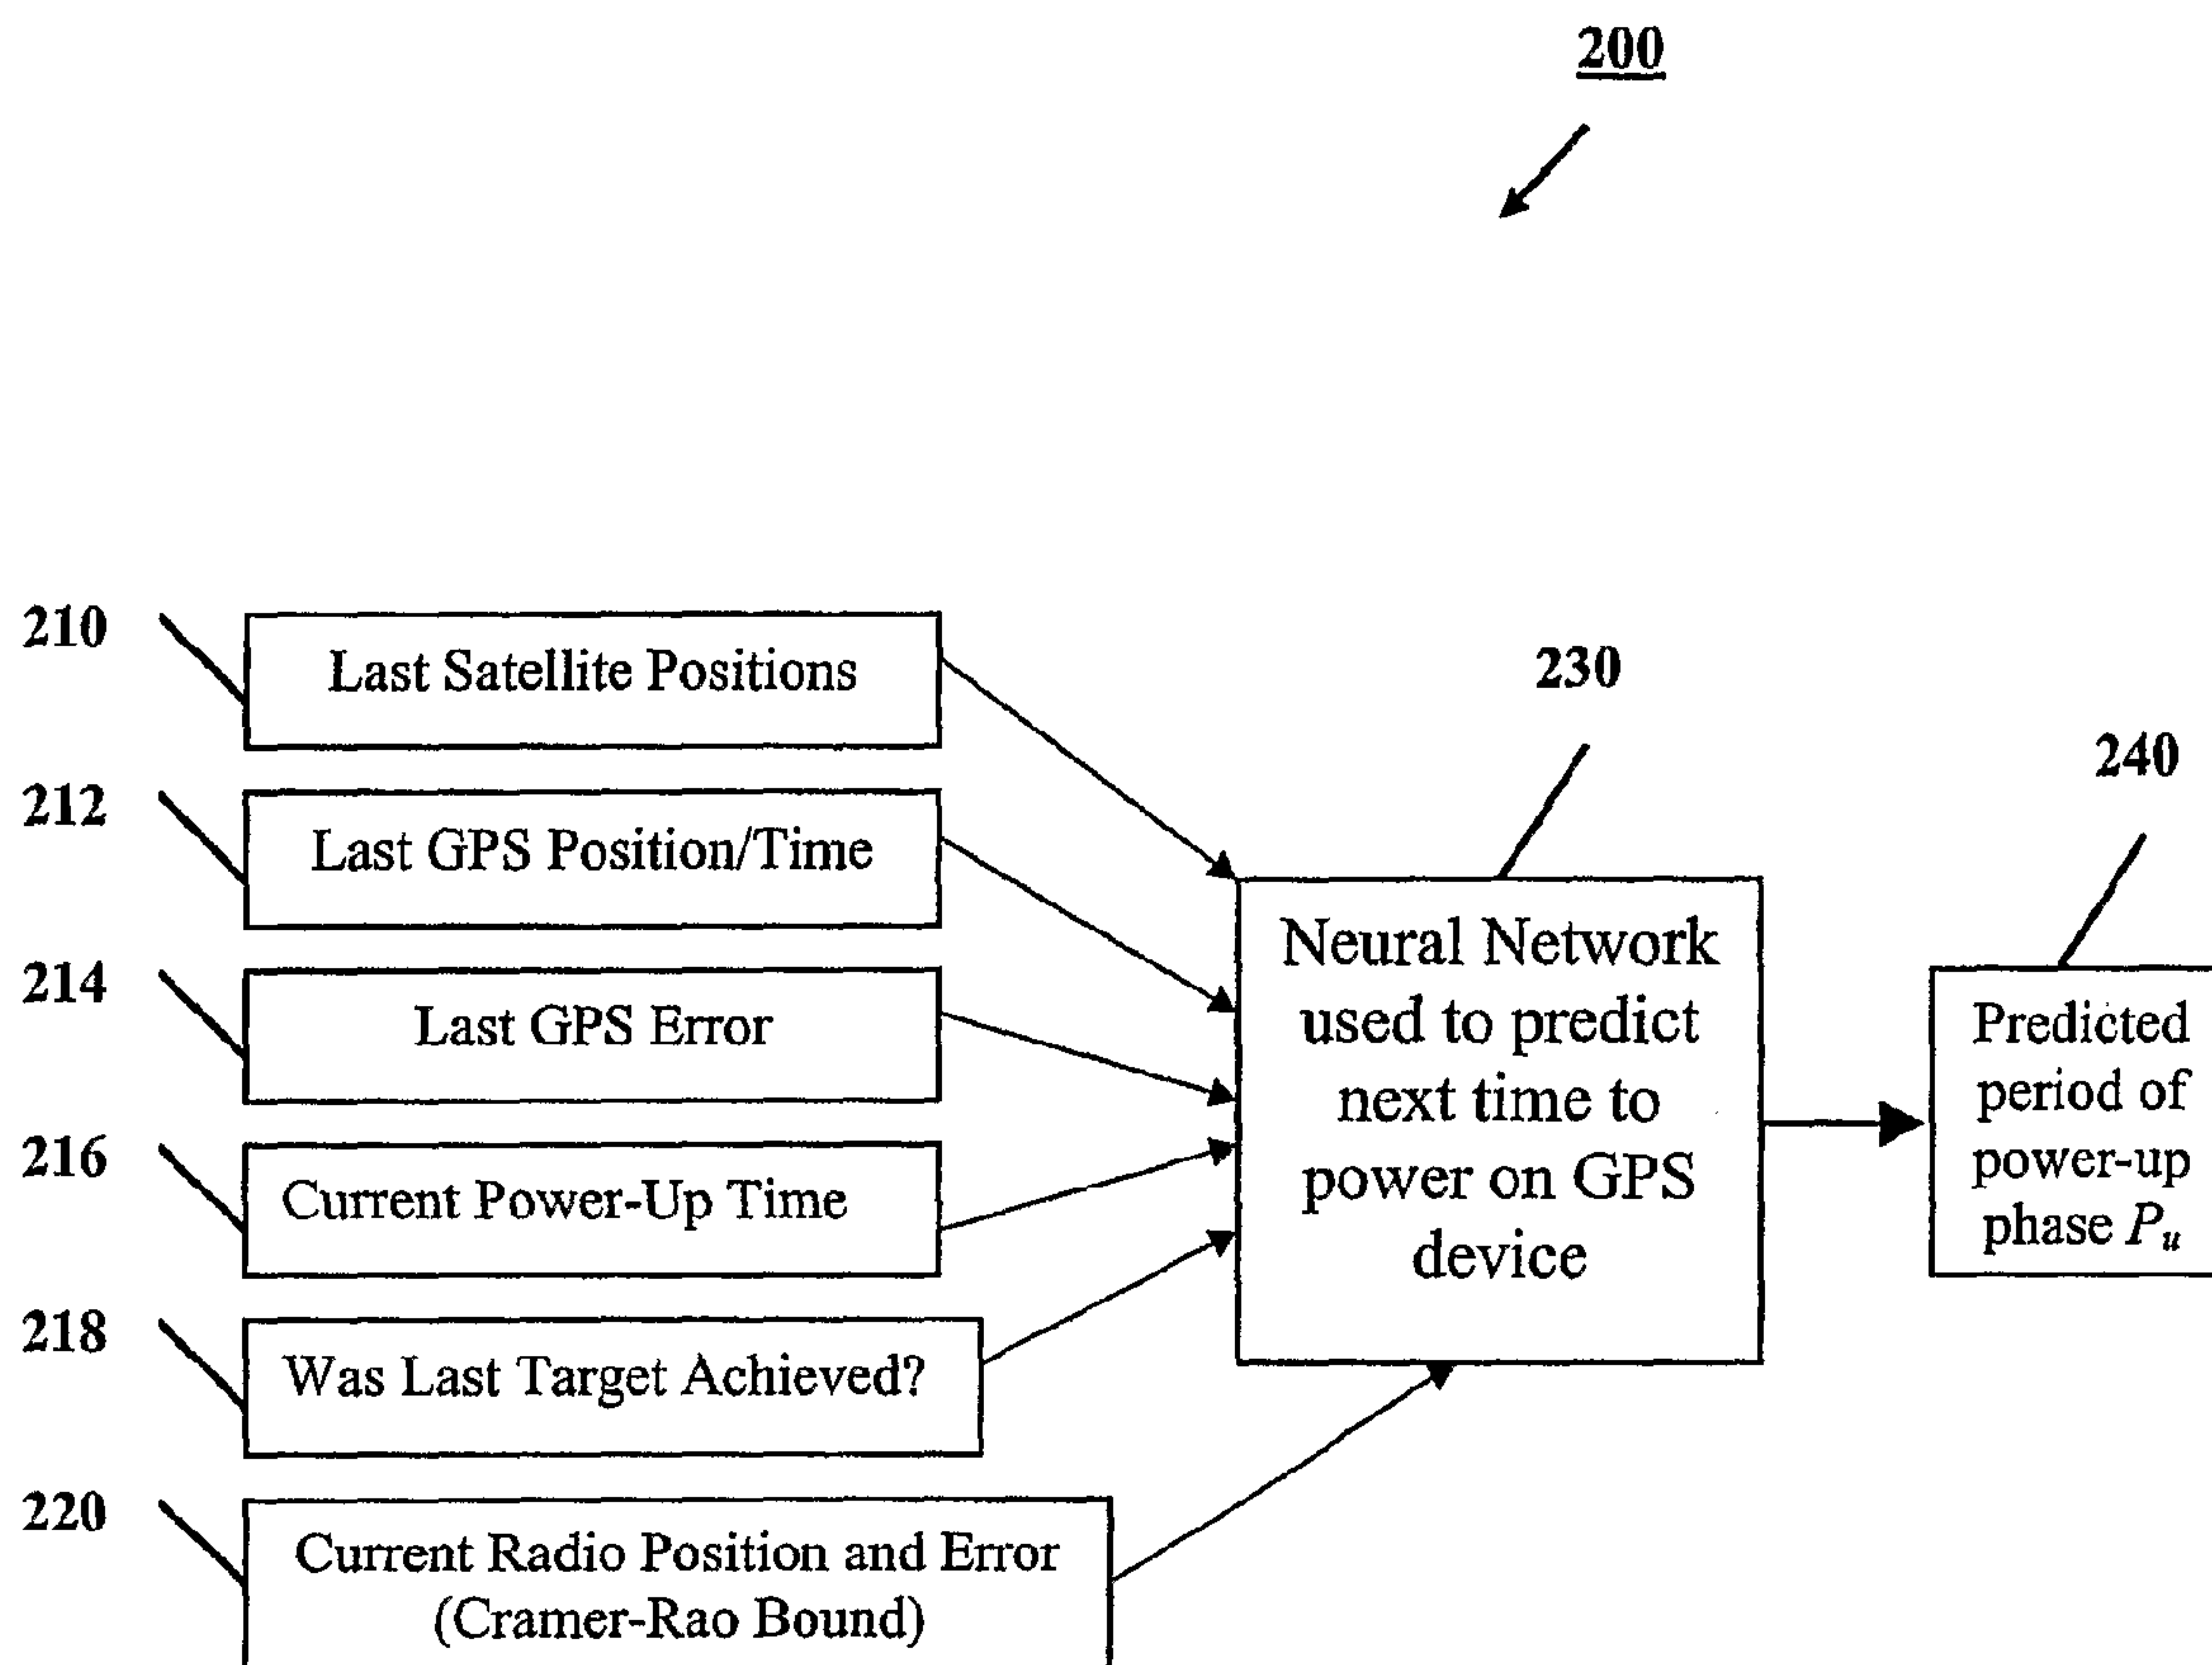 200
210
Last Satellite Positions
212
Last GPS Position/Time
214
Last GPS Error
216
Current Power-Up Time
218
Was Last Target Achieved?
220
Current Radio Position and Error
(Cramer-Rao Bound)
230
Neural Network
used to predict
next time to
power on GPS
device
240
Predicted
period of
power-up
phase Pu